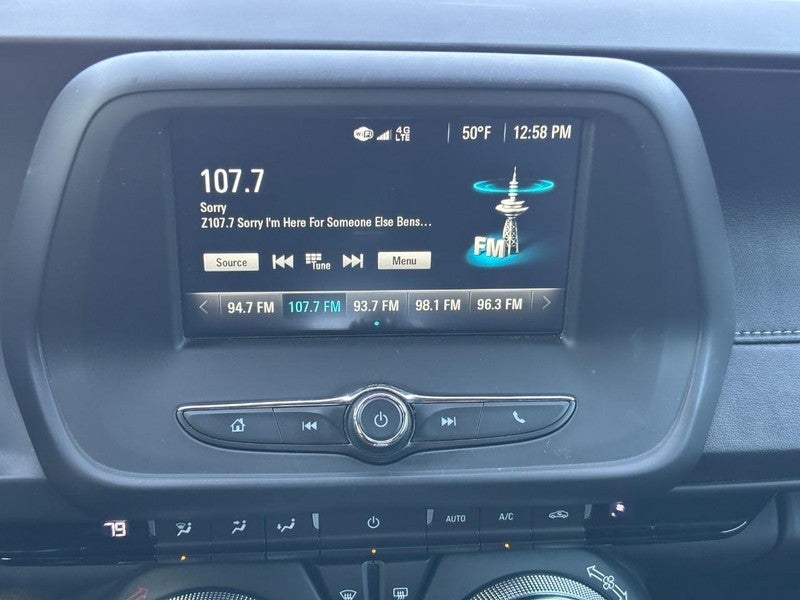 WiFi 4G LTE 50°F 12:58 PM
107.7
Sorry
Z107.7 Sorry I'm Here For Someone Else Bens...
FM
Source Tune Menu
94.7 FM 107.7 FM 93.7 FM 98.1 FM 96.3 FM
79 AUTO A/C